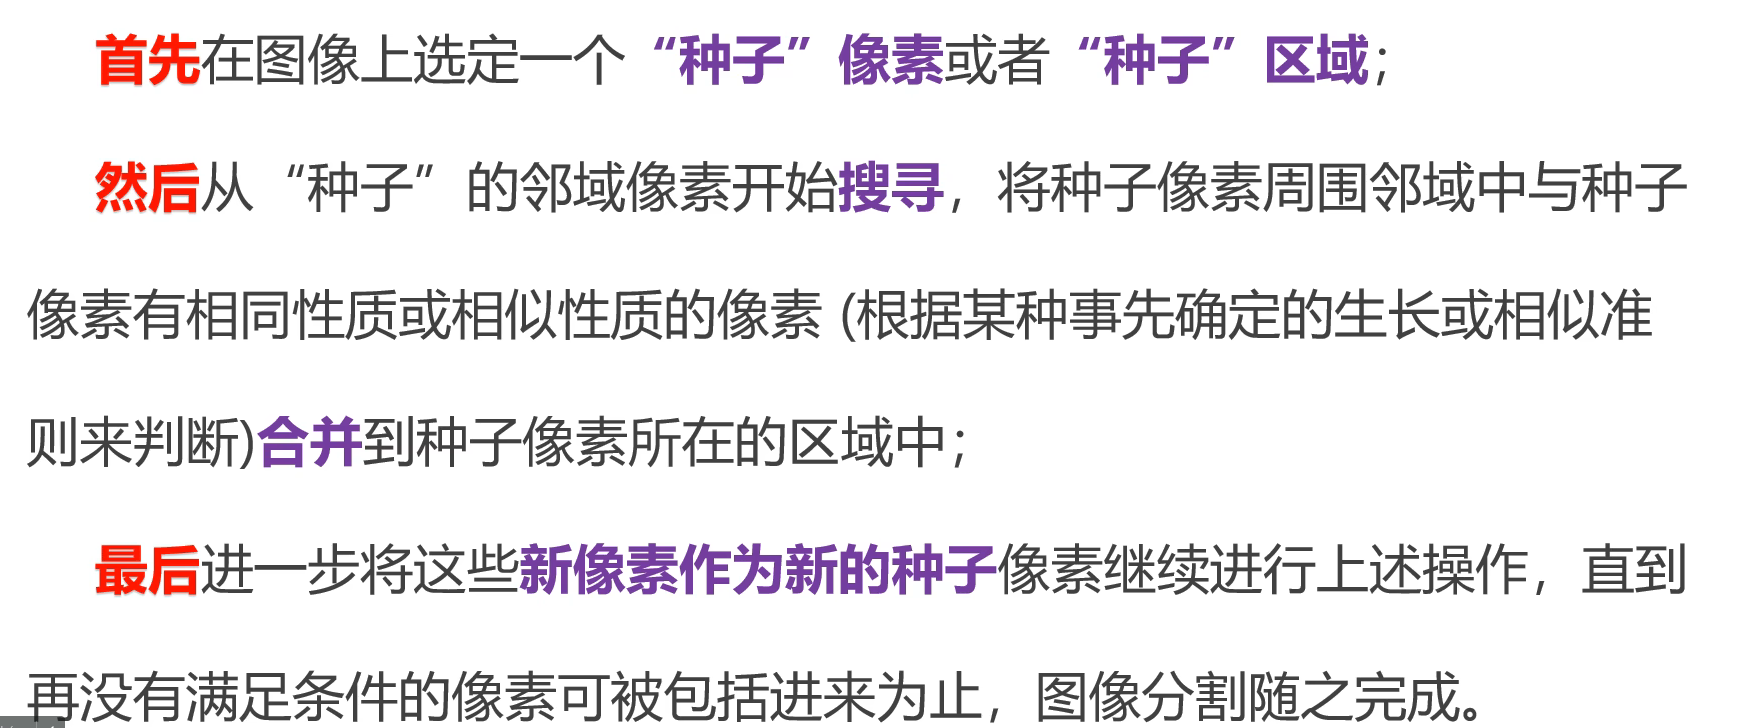 首先在图像上选定一个“种子”像素或者“种子”区域；
然后从“种子”的邻域像素开始搜寻，将种子像素周围邻域中与种子
像素有相同性质或相似性质的像素 (根据某种事先确定的生长或相似准
则来判断)合并到种子像素所在的区域中；
最后进一步将这些新像素作为新的种子像素继续进行上述操作，直到
再没有满足条件的像素可被包括进来为止，图像分割随之完成。